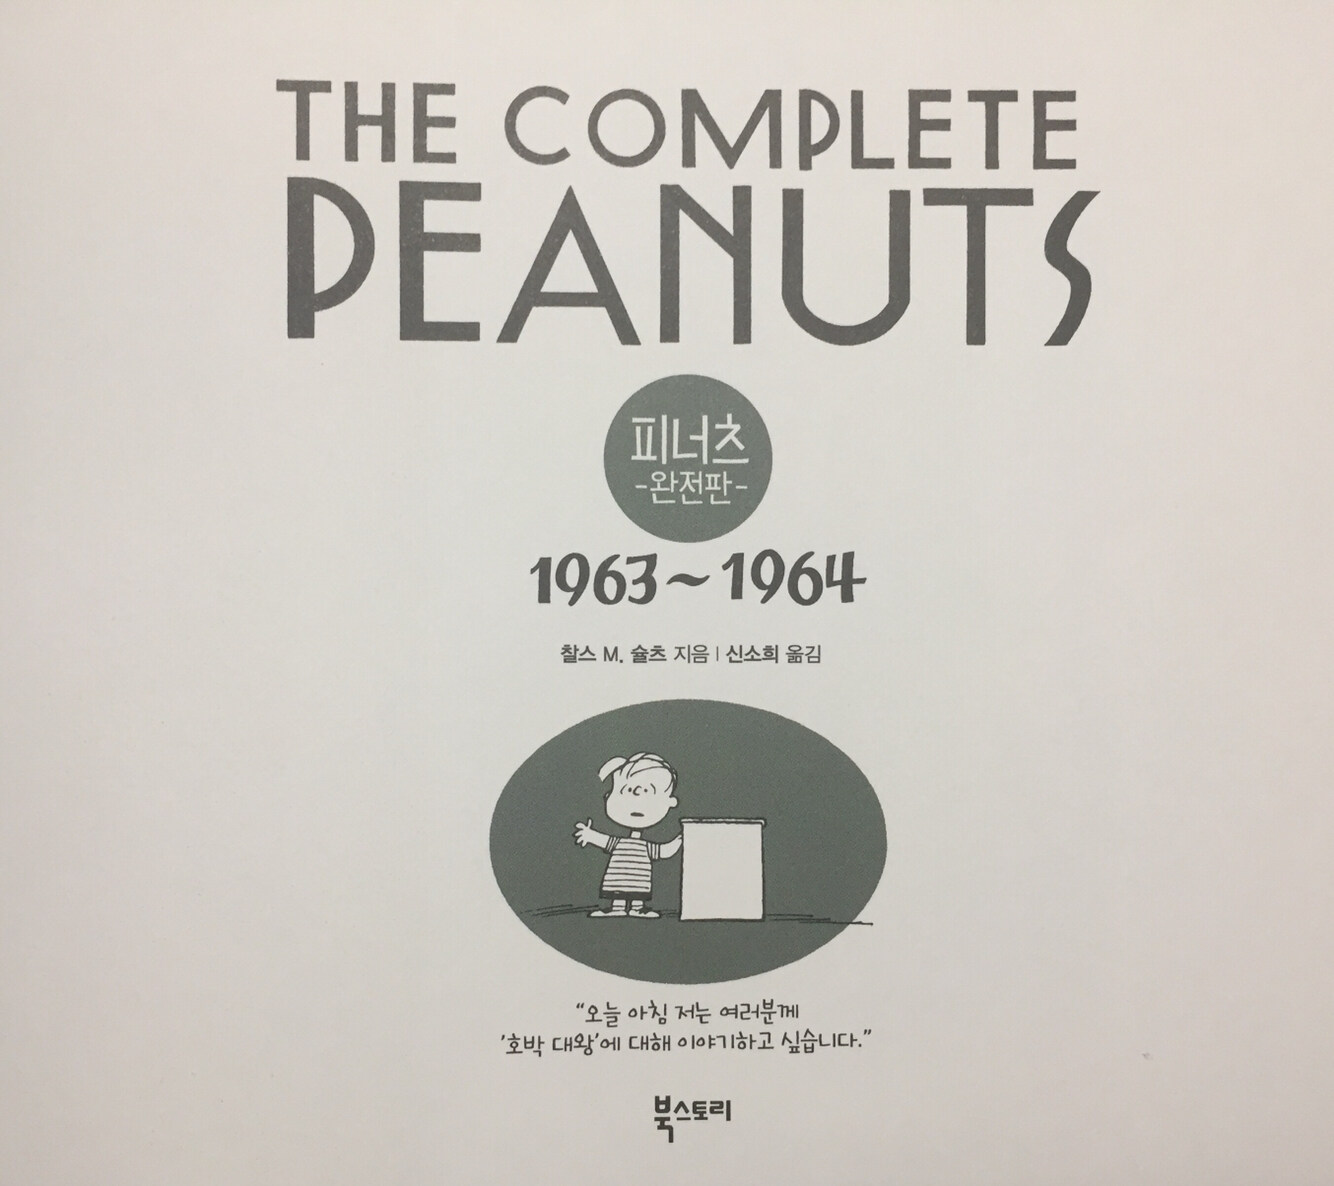 THE COMPLETE
PEANUTS
피너츠
-완전판-
1963~1964
찰스 M. 슐츠 지음 | 신소희 옮김
“오늘 아침 저는 여러분께
'호박 대왕'에 대해 이야기하고 싶습니다.”
북스토리